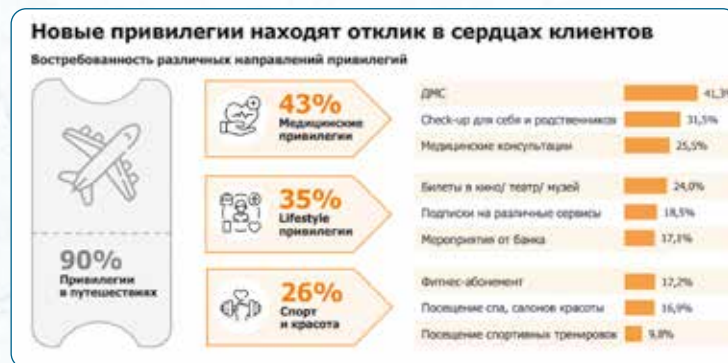 Новые привилегии находят отклик в сердцах клиентов
Востребованность различных направлений привилегий
90%
Привилегии
в путешествиях
43%
Медицинские
привилегии
ДМС 41,3%
Check-up для себя и родственников 31,5%
Медицинские консультации 25,5%
35%
Lifestyle
привилегии
Билеты в кино/ театр/ музей 24,0%
Подписки на различные сервисы 18,5%
Мероприятия от банка 17,1%
26%
Спорт
и красота
Фитнес-абонемент 17,2%
Посещение спа, салонов красоты 16,9%
Посещение спортивных тренировок 9,8%